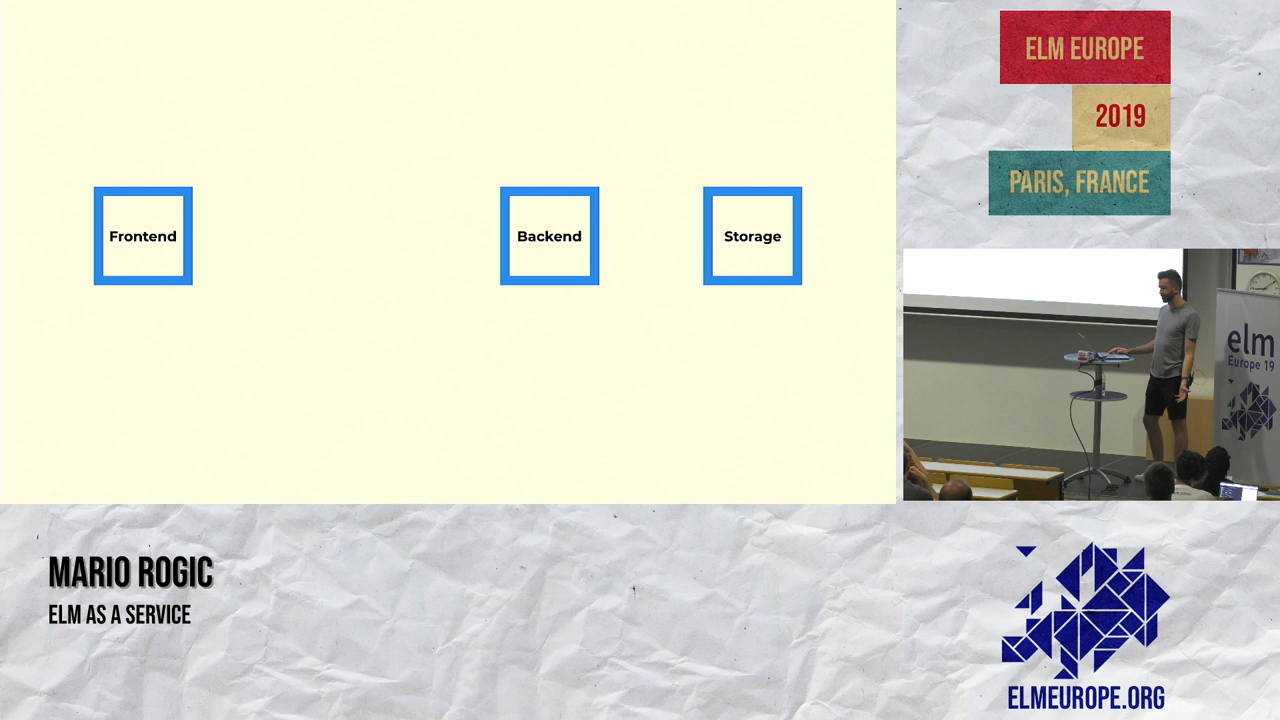 Frontend
Backend
Storage
ELM EUROPE
2019
PARIS, FRANCE
elm
Europe 19
MARIO ROGIC
ELM AS A SERVICE
ELMEUROPE.ORG